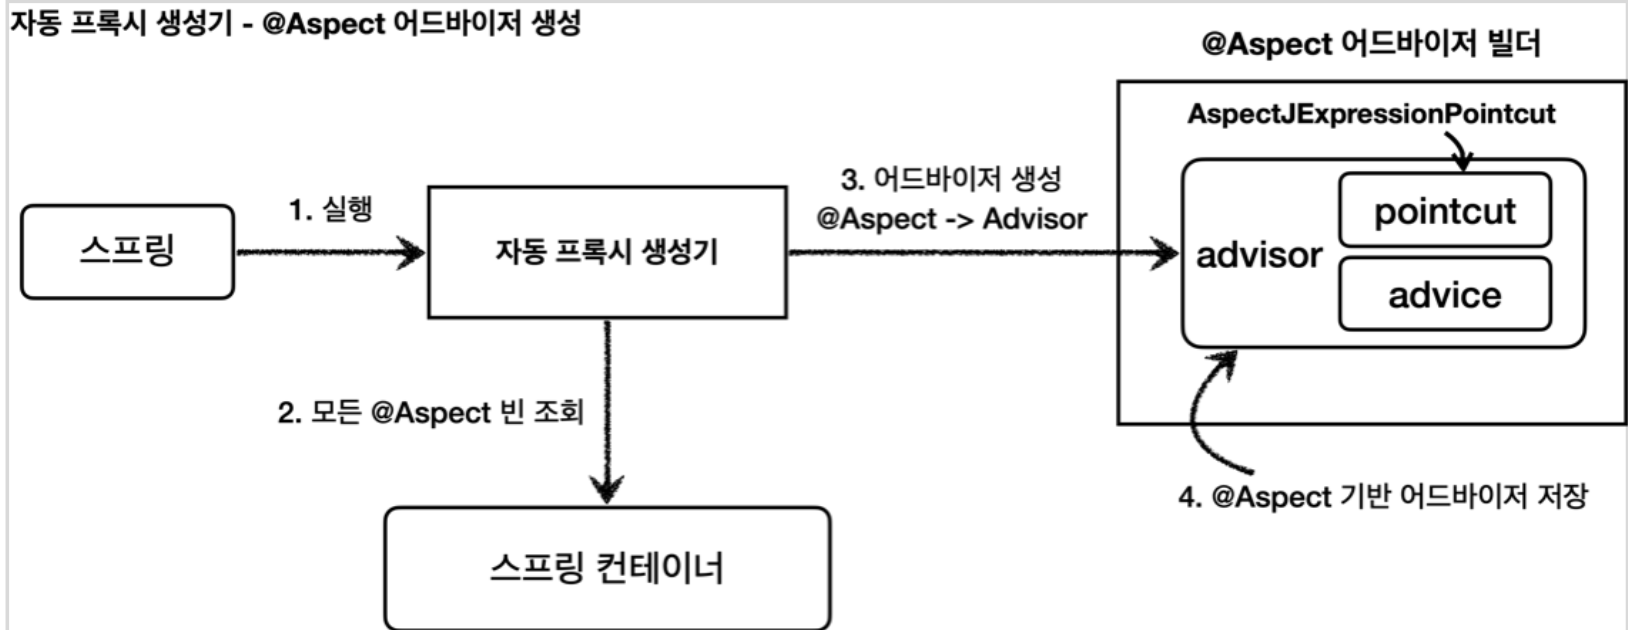 자동 프록시 생성기 - @Aspect 어드바이저 생성
@Aspect 어드바이저 빌더
AspectJExpressionPointcut
3. 어드바이저 생성
@Aspect -> Advisor
1. 실행
스프링
자동 프록시 생성기
advisor
pointcut
advice
2. 모든 @Aspect 빈 조회
4. @Aspect 기반 어드바이저 저장
스프링 컨테이너